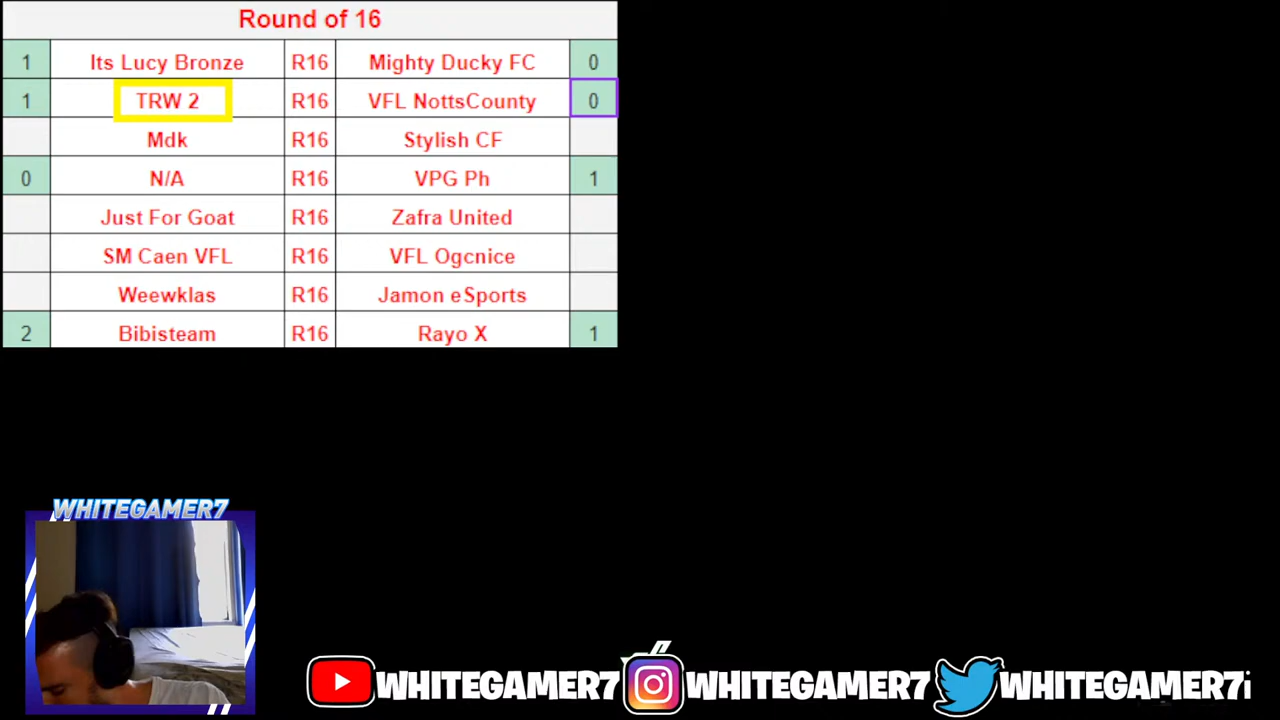 Round of 16
1 Its Lucy Bronze R16 Mighty Ducky FC 0
1 TRW 2 R16 VFL NottsCounty 0
Mdk R16 Stylish CF
0 N/A R16 VPG Ph 1
Just For Goat R16 Zafra United
SM Caen VFL R16 VFL Ogcnice
Weewklas R16 Jamon eSports
2 Bibisteam R16 Rayo X 1
WHITEGAMER7
WHITEGAMER7 WHITEGAMER7 WHITEGAMER7i